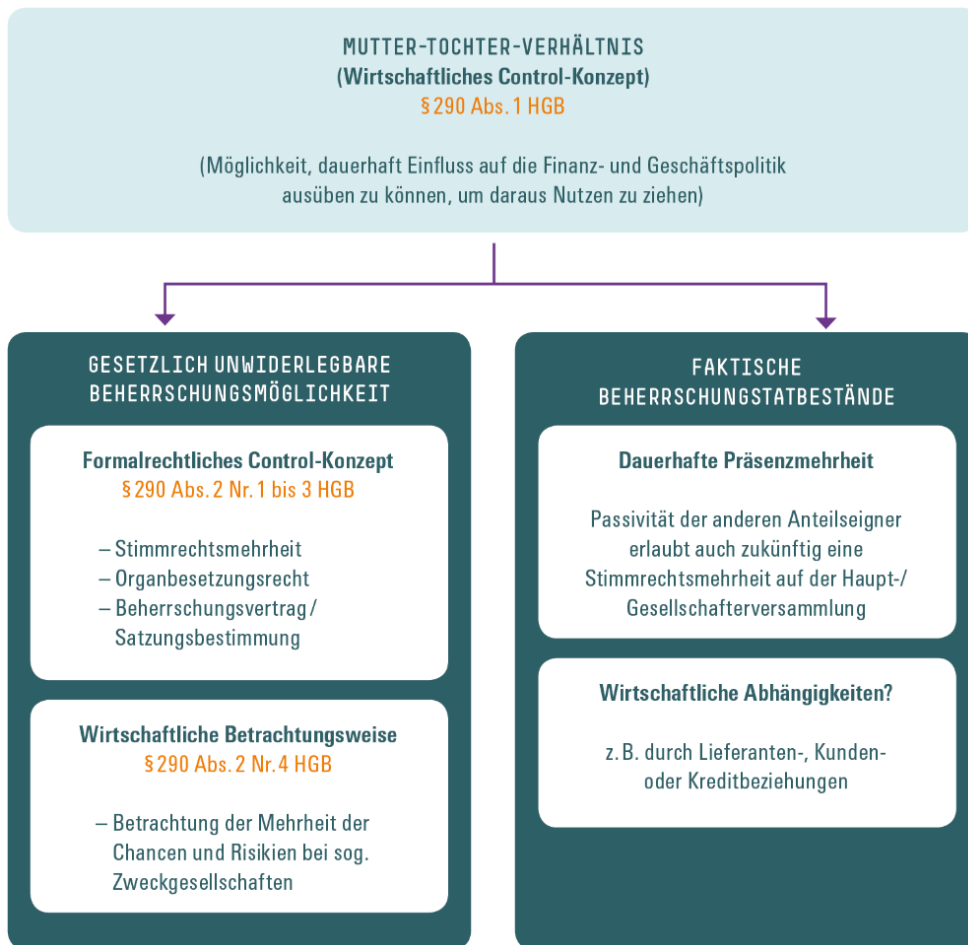 MUTTER-TOCHTER-VERHÄLTNIS
(Wirtschaftliches Control-Konzept)
§ 290 Abs. 1 HGB
(Möglichkeit, dauerhaft Einfluss auf die Finanz- und Geschäftspolitik
ausüben zu können, um daraus Nutzen zu ziehen)
GESETZLICH UNWIDERLEGBARE
BEHERRSCHUNGSMÖGLICHKEIT
Formalrechtliches Control-Konzept
§ 290 Abs. 2 Nr. 1 bis 3 HGB
– Stimmrechtsmehrheit
– Organbesetzungsrecht
– Beherrschungsvertrag /
Satzungsbestimmung
Wirtschaftliche Betrachtungsweise
§ 290 Abs. 2 Nr. 4 HGB
– Betrachtung der Mehrheit der
Chancen und Risikien bei sog.
Zweckgesellschaften
FAKTISCHE
BEHERRSCHUNGSTATBESTÄNDE
Dauerhafte Präsenzmehrheit
Passivität der anderen Anteilseigner
erlaubt auch zukünftig eine
Stimmrechtsmehrheit auf der Haupt-/
Gesellschafterversammlung
Wirtschaftliche Abhängigkeiten?
z. B. durch Lieferanten-, Kunden-
oder Kreditbeziehungen